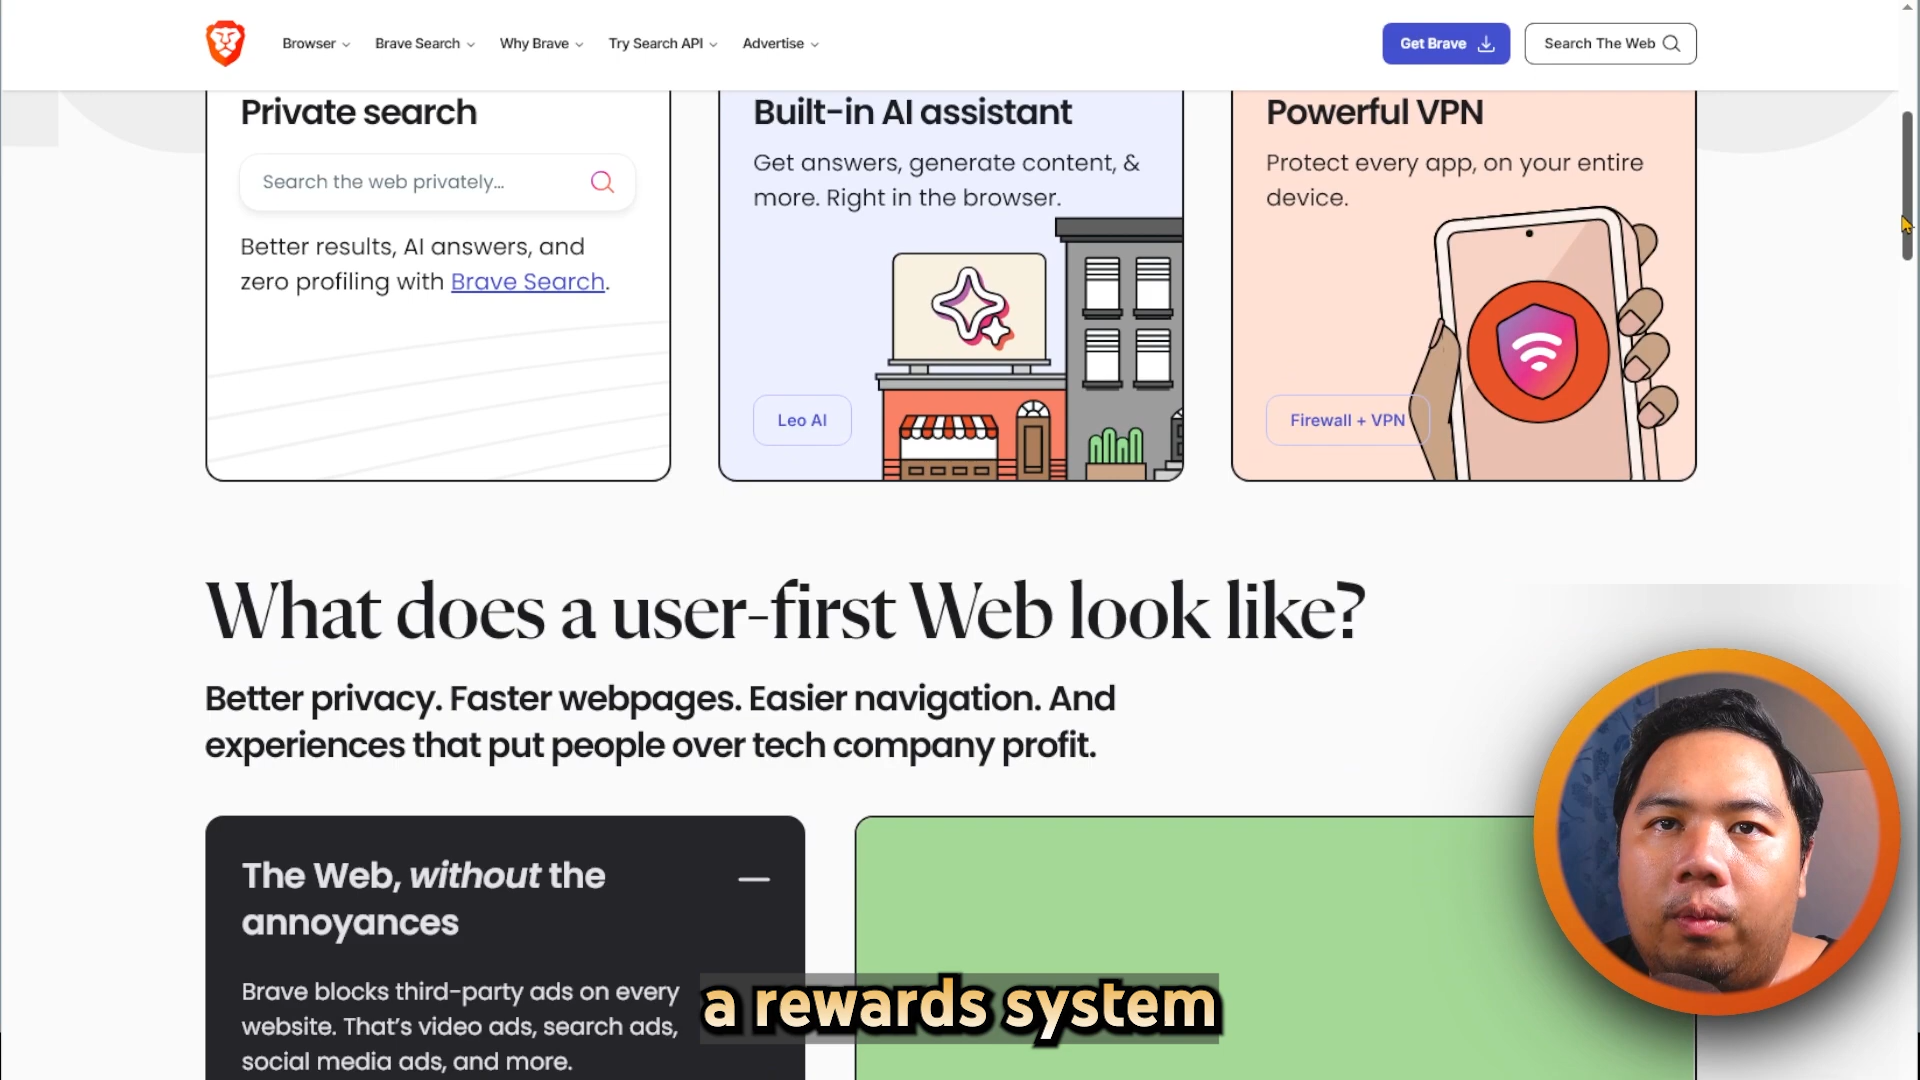 Browser
Brave Search
Why Brave
Try Search API
Advertise
Get Brave
Search The Web
Private search
Search the web privately...
Better results, AI answers, and
zero profiling with Brave Search.
Built-in AI assistant
Get answers, generate content, &
more. Right in the browser.
Leo AI
Powerful VPN
Protect every app, on your entire
device.
Firewall + VPN
What does a user-first Web look like?
Better privacy. Faster webpages. Easier navigation. And
experiences that put people over tech company profit.
The Web, without the
annoyances
Brave blocks third-party ads on every
website. That's video ads, search ads,
social media ads, and more.
a rewards system